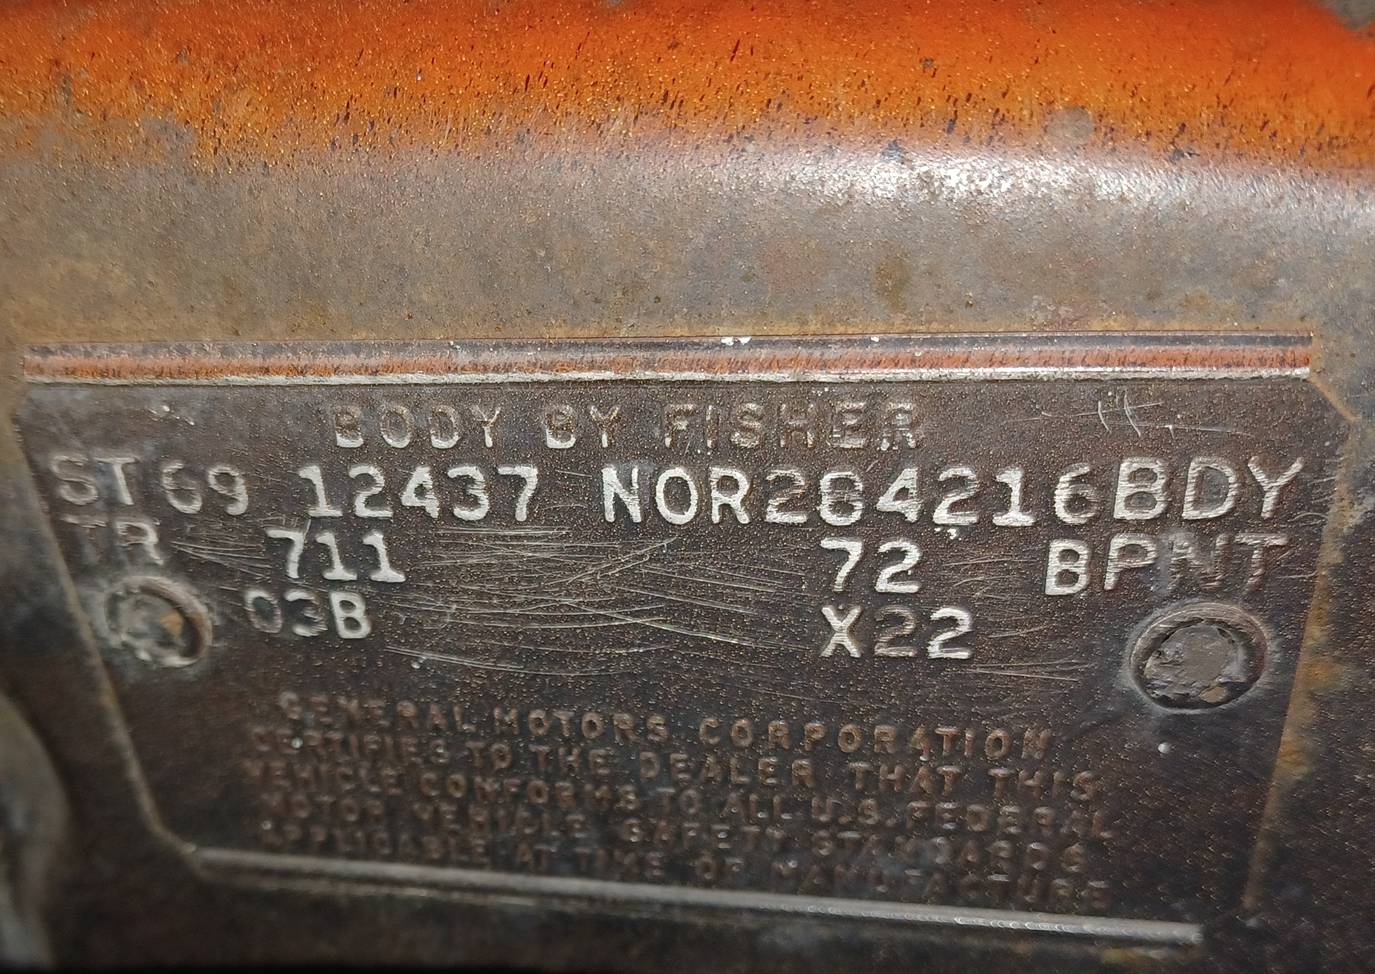 BODY BY FISHER
ST69 12437 NOR284216BDY
TR 711 72 BPNT
03B X22
GENERAL MOTORS CORPORATION
CERTIFIES TO THE DEALER THAT THIS
VEHICLE CONFORMS TO ALL U.S. FEDERAL
MOTOR VEHICLE SAFETY STANDARDS
APPLICABLE AT TIME OF MANUFACTURE